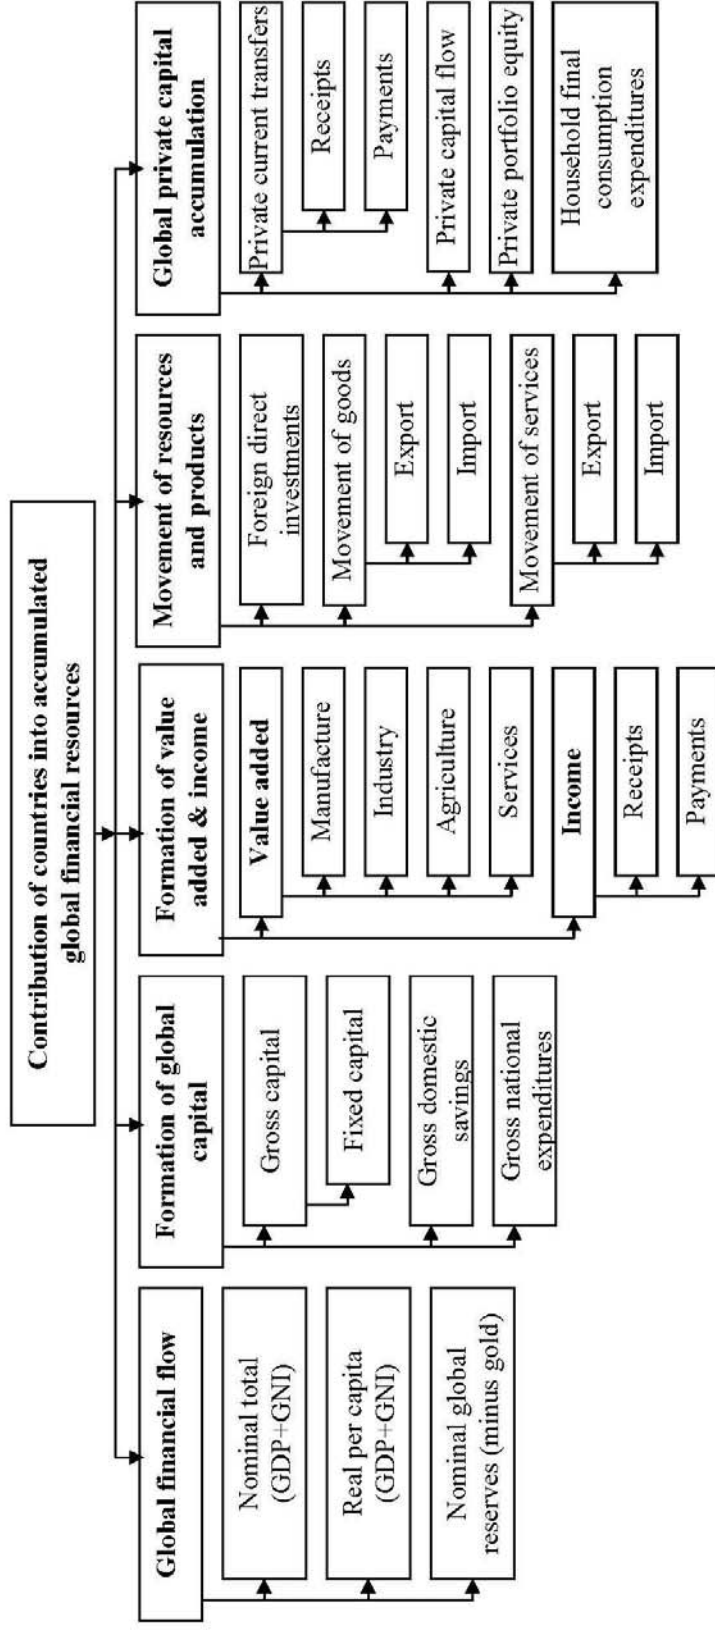 Contribution of countries into accumulated
global financial resources
Global financial flow
Nominal total
(GDP+GNI)
Real per capita
(GDP+GNI)
Nominal global
reserves (minus gold)
Formation of global
capital
Gross capital
Fixed capital
Gross domestic
savings
Gross national
expenditures
Formation of value
added & income
Value added
Manufacture
Industry
Agriculture
Services
Income
Receipts
Payments
Movement of resources
and products
Foreign direct
investments
Movement of goods
Export
Import
Movement of services
Export
Import
Global private capital
accumulation
Private current transfers
Receipts
Payments
Private capital flow
Private portfolio equity
Household final
consumption
expenditures